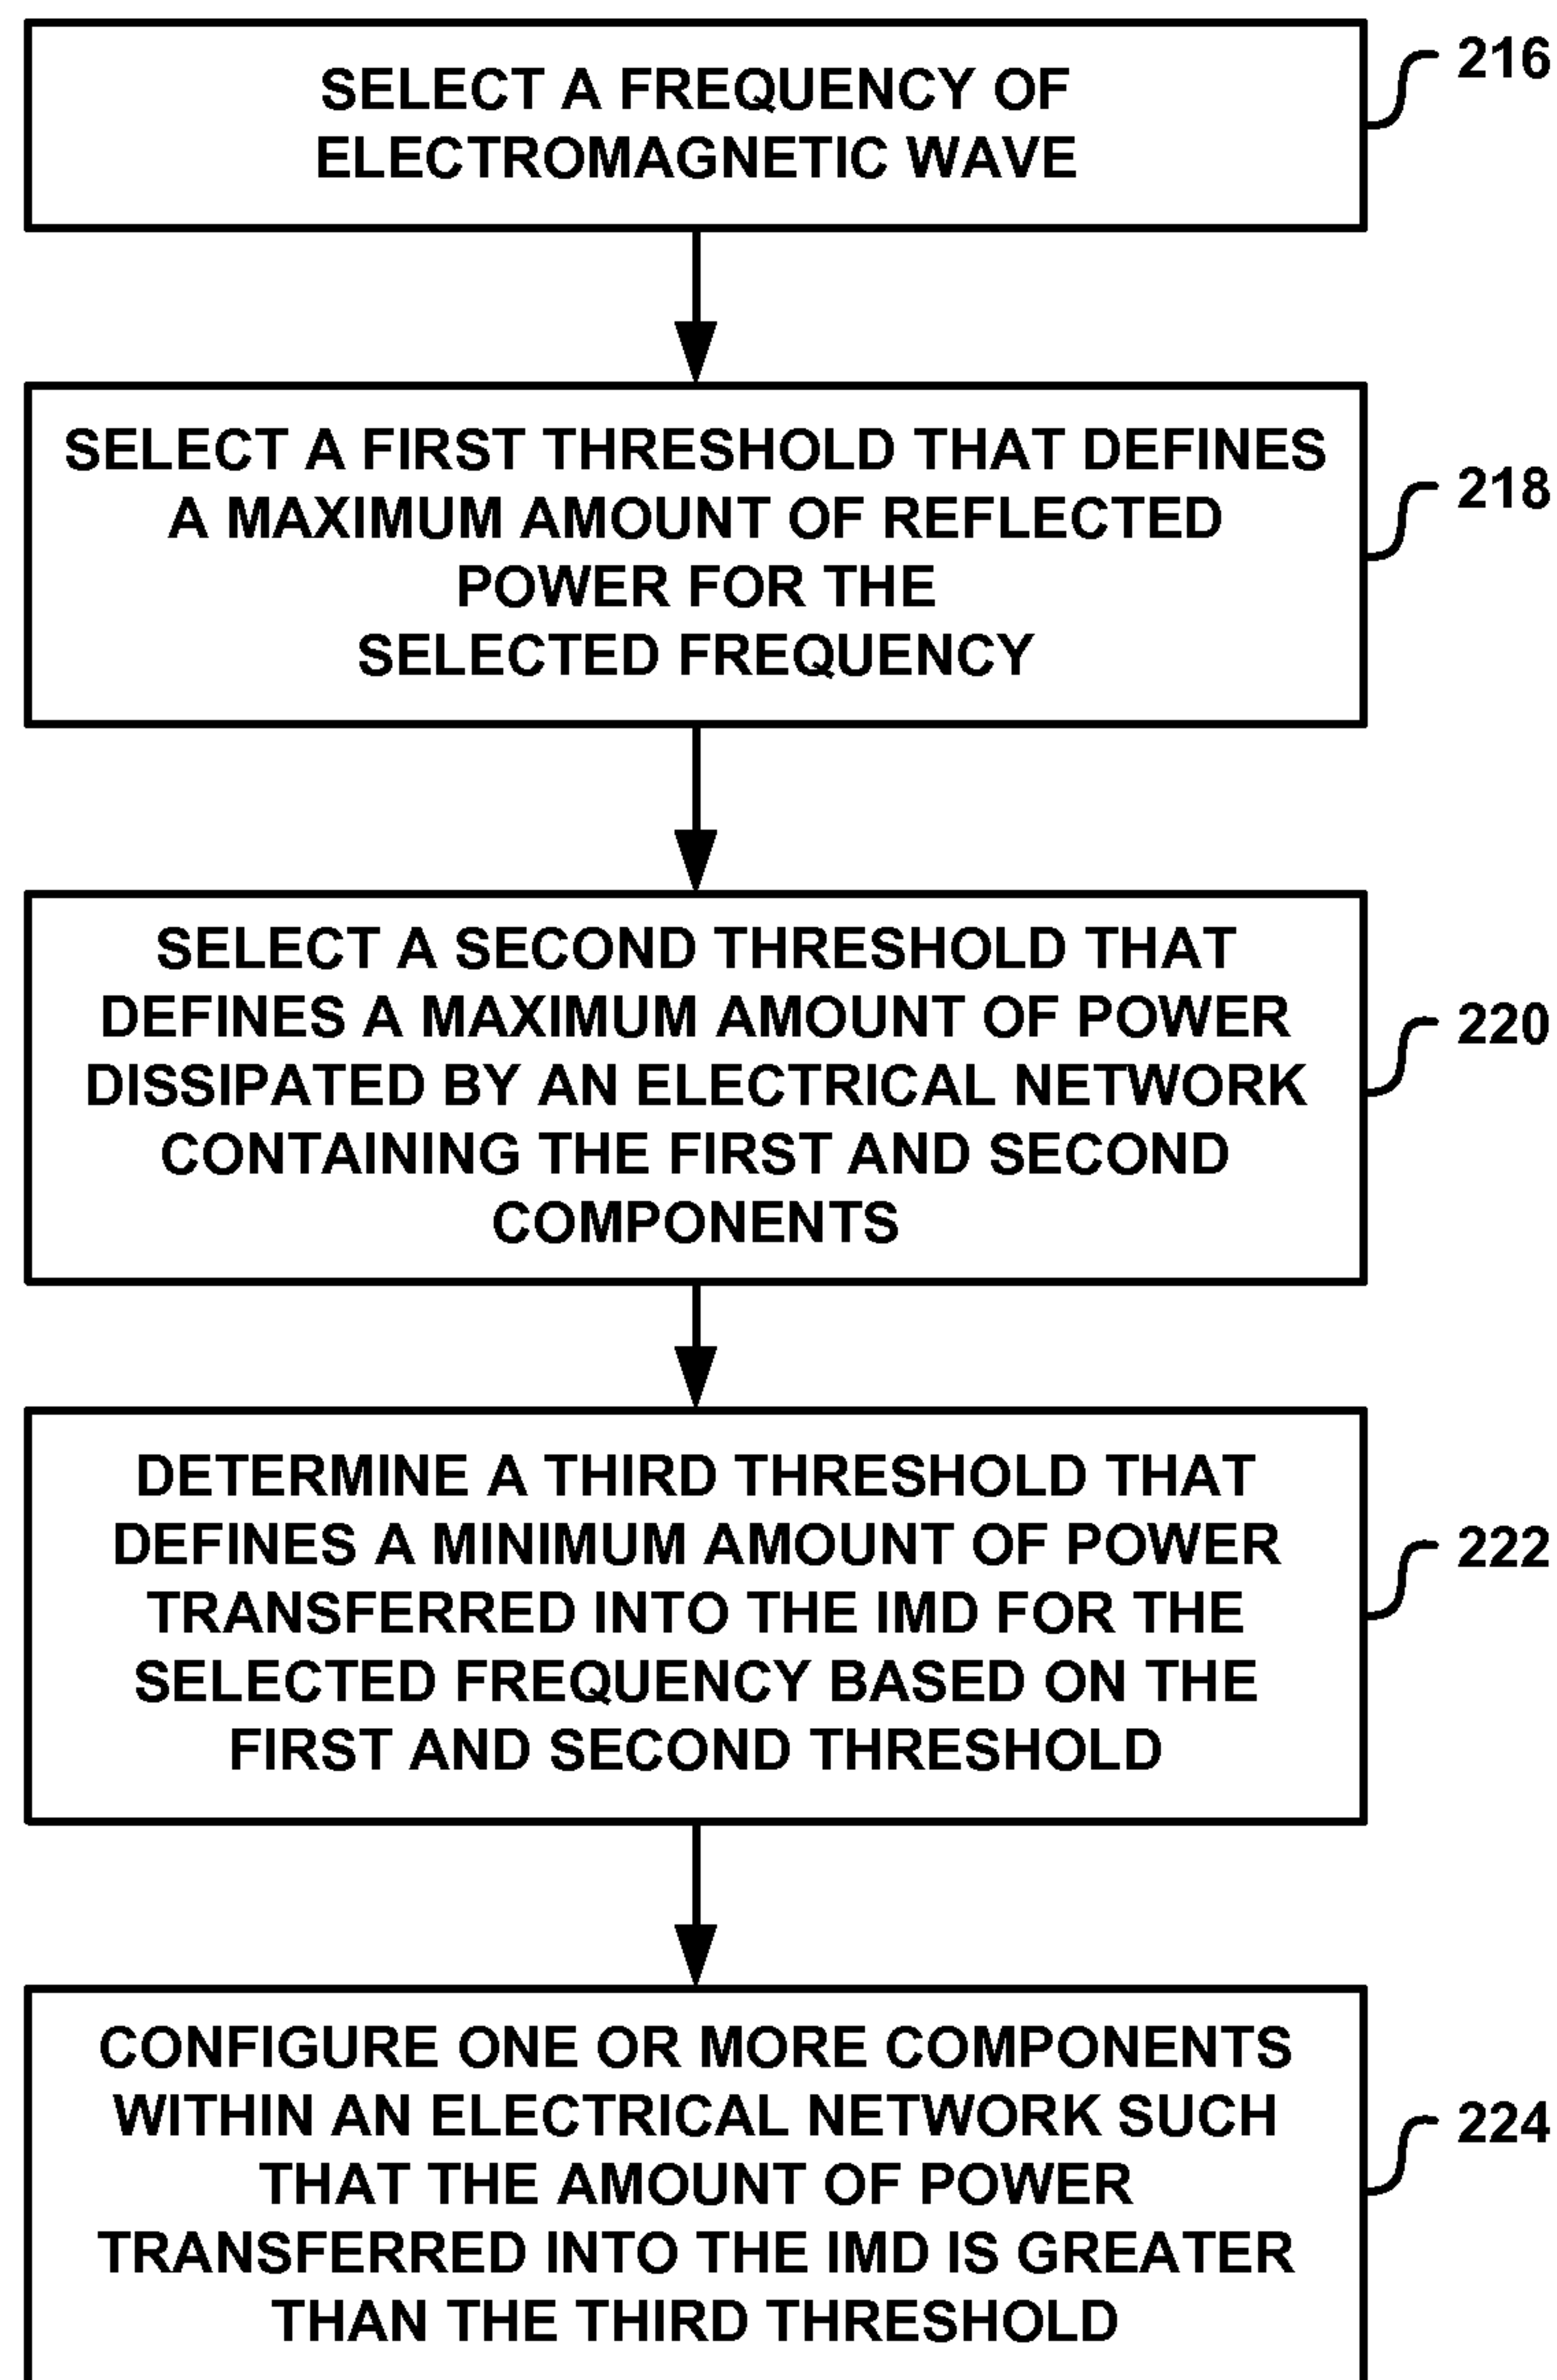 SELECT A FREQUENCY OF
ELECTROMAGNETIC WAVE
216
SELECT A FIRST THRESHOLD THAT DEFINES
A MAXIMUM AMOUNT OF REFLECTED
POWER FOR THE
SELECTED FREQUENCY
218
SELECT A SECOND THRESHOLD THAT
DEFINES A MAXIMUM AMOUNT OF POWER
DISSIPATED BY AN ELECTRICAL NETWORK
CONTAINING THE FIRST AND SECOND
COMPONENTS
220
DETERMINE A THIRD THRESHOLD THAT
DEFINES A MINIMUM AMOUNT OF POWER
TRANSFERRED INTO THE IMD FOR THE
SELECTED FREQUENCY BASED ON THE
FIRST AND SECOND THRESHOLD
222
CONFIGURE ONE OR MORE COMPONENTS
WITHIN AN ELECTRICAL NETWORK SUCH
THAT THE AMOUNT OF POWER
TRANSFERRED INTO THE IMD IS GREATER
THAN THE THIRD THRESHOLD
224